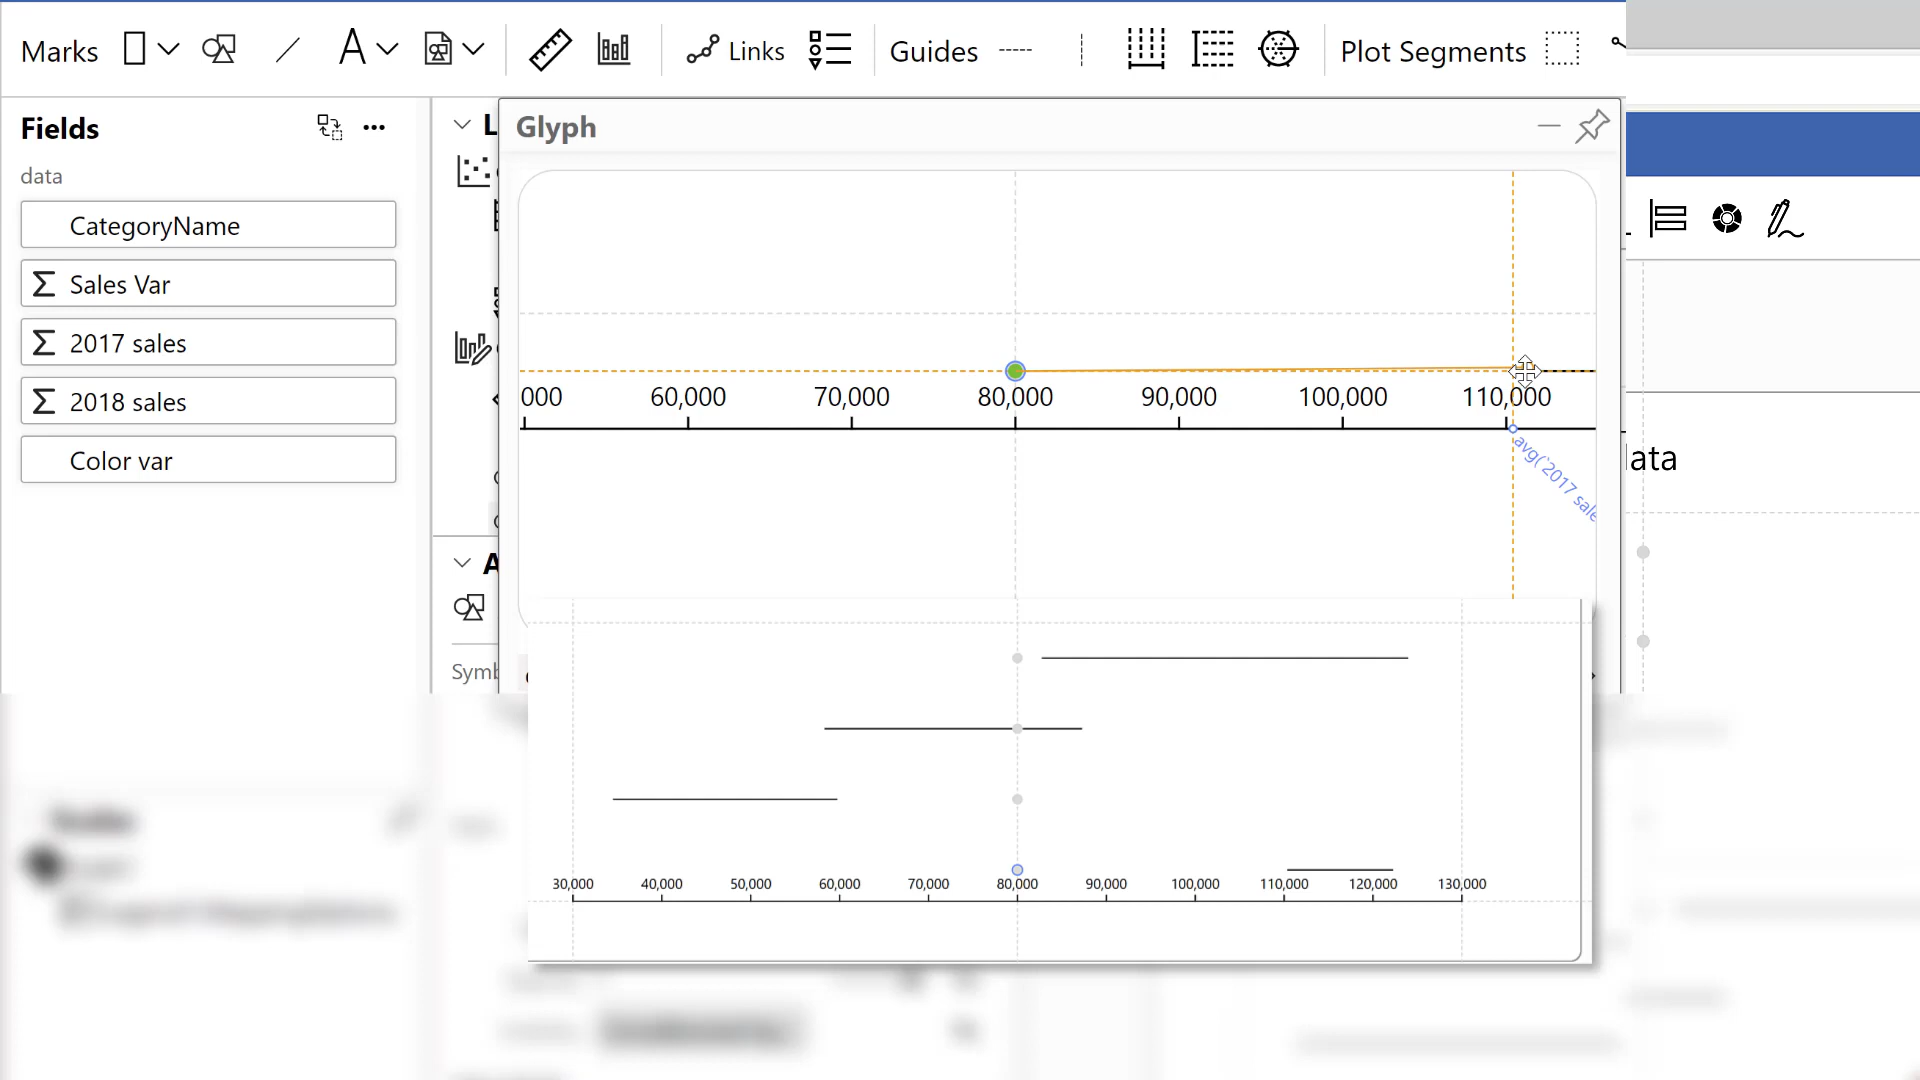 Marks
Links
Guides
Plot Segments
Fields
data
CategoryName
Sales Var
2017 sales
2018 sales
Color var
L
Glyph
000
60,000
70,000
80,000
90,000
100,000
110,000
avg(`2017 sale
A
Symb
ata
30,000
40,000
50,000
60,000
70,000
80,000
90,000
100,000
110,000
120,000
130,000